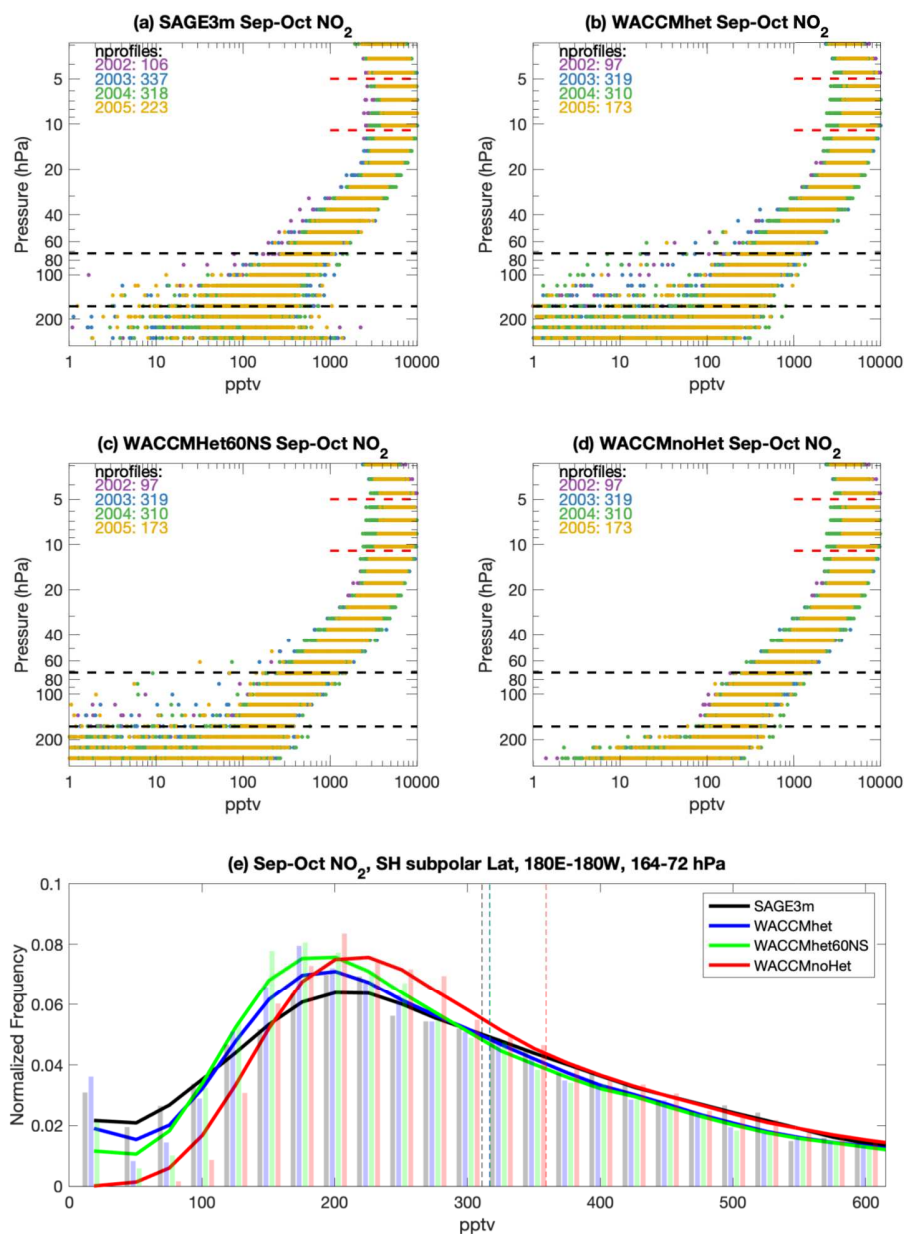 (a) SAGE3m Sep-Oct NO2
nprofiles:
2002: 106
2003: 337
2004: 318
2005: 223
5
10
20
40
60
80
100
200
Pressure (hPa)
1 10 100 1000 10000
pptv
(b) WACCMhet Sep-Oct NO2
nprofiles:
2002: 97
2003: 319
2004: 310
2005: 173
5
10
20
40
60
80
100
200
Pressure (hPa)
1 10 100 1000 10000
pptv
(c) WACCMHet60NS Sep-Oct NO2
nprofiles:
2002: 97
2003: 319
2004: 310
2005: 173
5
10
20
40
60
80
100
200
Pressure (hPa)
1 10 100 1000 10000
pptv
(d) WACCMnoHet Sep-Oct NO2
nprofiles:
2002: 97
2003: 319
2004: 310
2005: 173
5
10
20
40
60
80
100
200
Pressure (hPa)
1 10 100 1000 10000
pptv
(e) Sep-Oct NO2, SH subpolar Lat, 180E-180W, 164-72 hPa
0.1
0.08
0.06
0.04
0.02
0
Normalized Frequency
SAGE3m
WACCMhet
WACCMhet60NS
WACCMnoHet
0 100 200 300 400 500 600
pptv